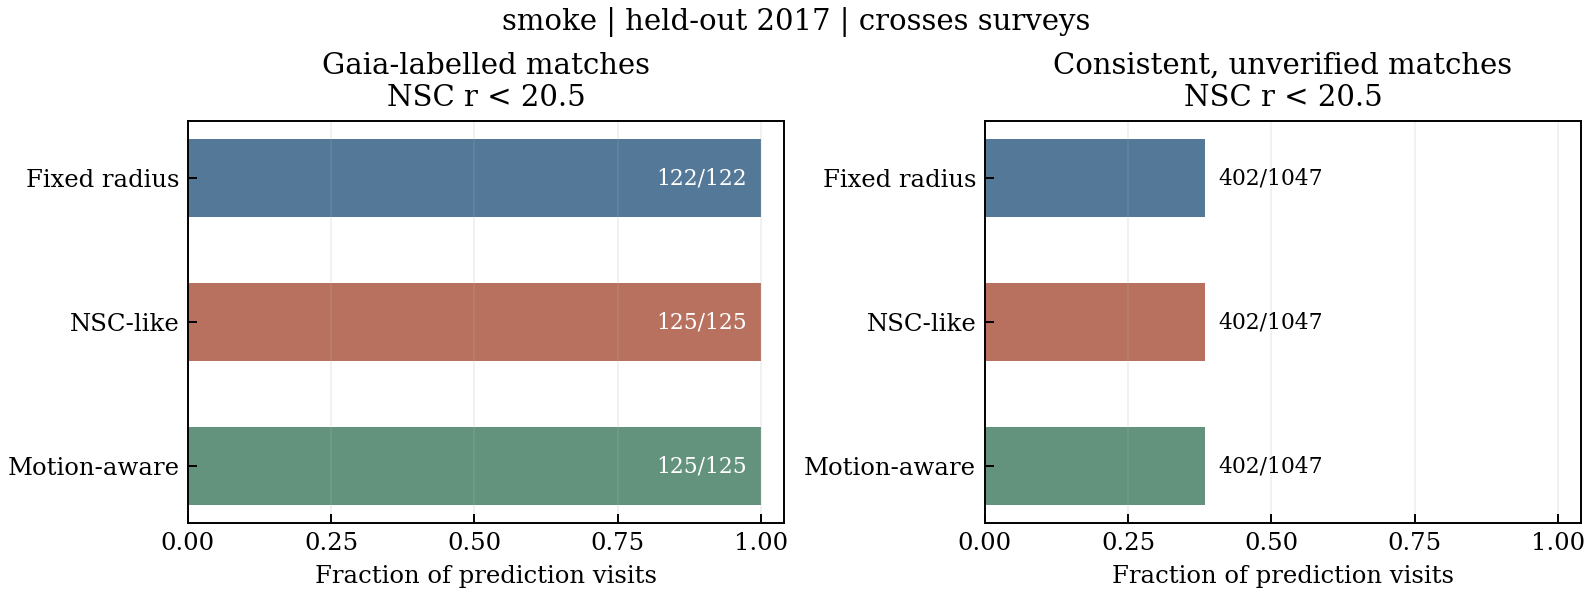 smoke | held-out 2017 | crosses surveys
Gaia-labelled matches
NSC r < 20.5
Fixed radius
122/122
NSC-like
125/125
Motion-aware
125/125
0.00 0.25 0.50 0.75 1.00
Fraction of prediction visits
Consistent, unverified matches
NSC r < 20.5
Fixed radius
402/1047
NSC-like
402/1047
Motion-aware
402/1047
0.00 0.25 0.50 0.75 1.00
Fraction of prediction visits